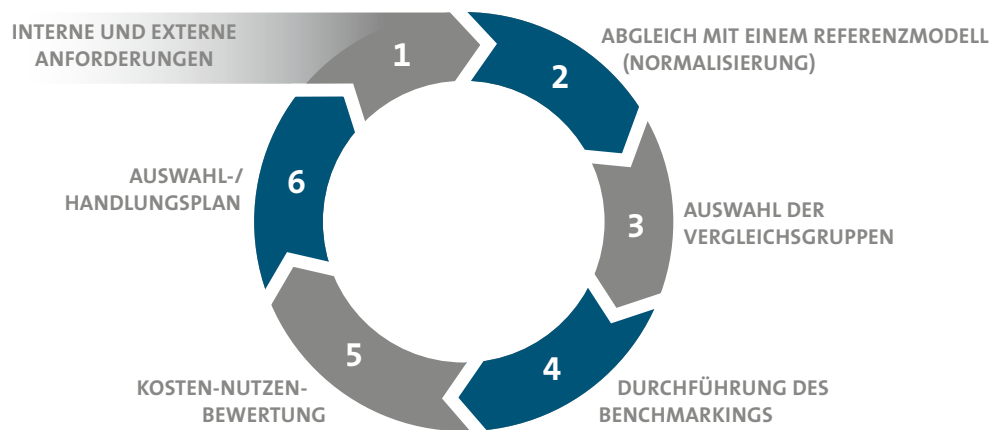 INTERNE UND EXTERNE
ANFORDERUNGEN
1
2
ABGLEICH MIT EINEM REFERENZMODELL
(NORMALISIERUNG)
3
AUSWAHL DER
VERGLEICHSGRUPPEN
4
DURCHFÜHRUNG DES
BENCHMARKINGS
5
KOSTEN-NUTZEN-
BEWERTUNG
6
AUSWAHL-/
HANDLUNGSPLAN